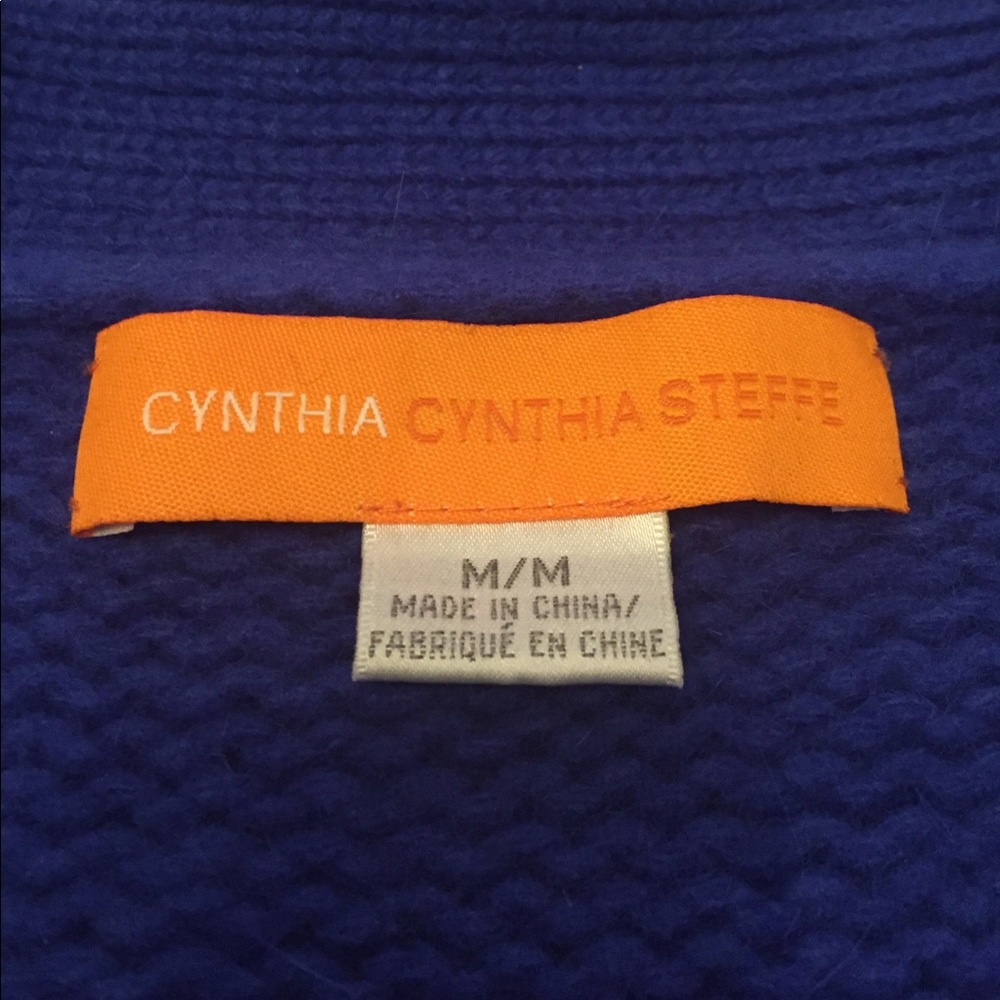 CYNTHIA CYNTHIA STEFFE
M/M
MADE IN CHINA/
FABRIQUÉ EN CHINE